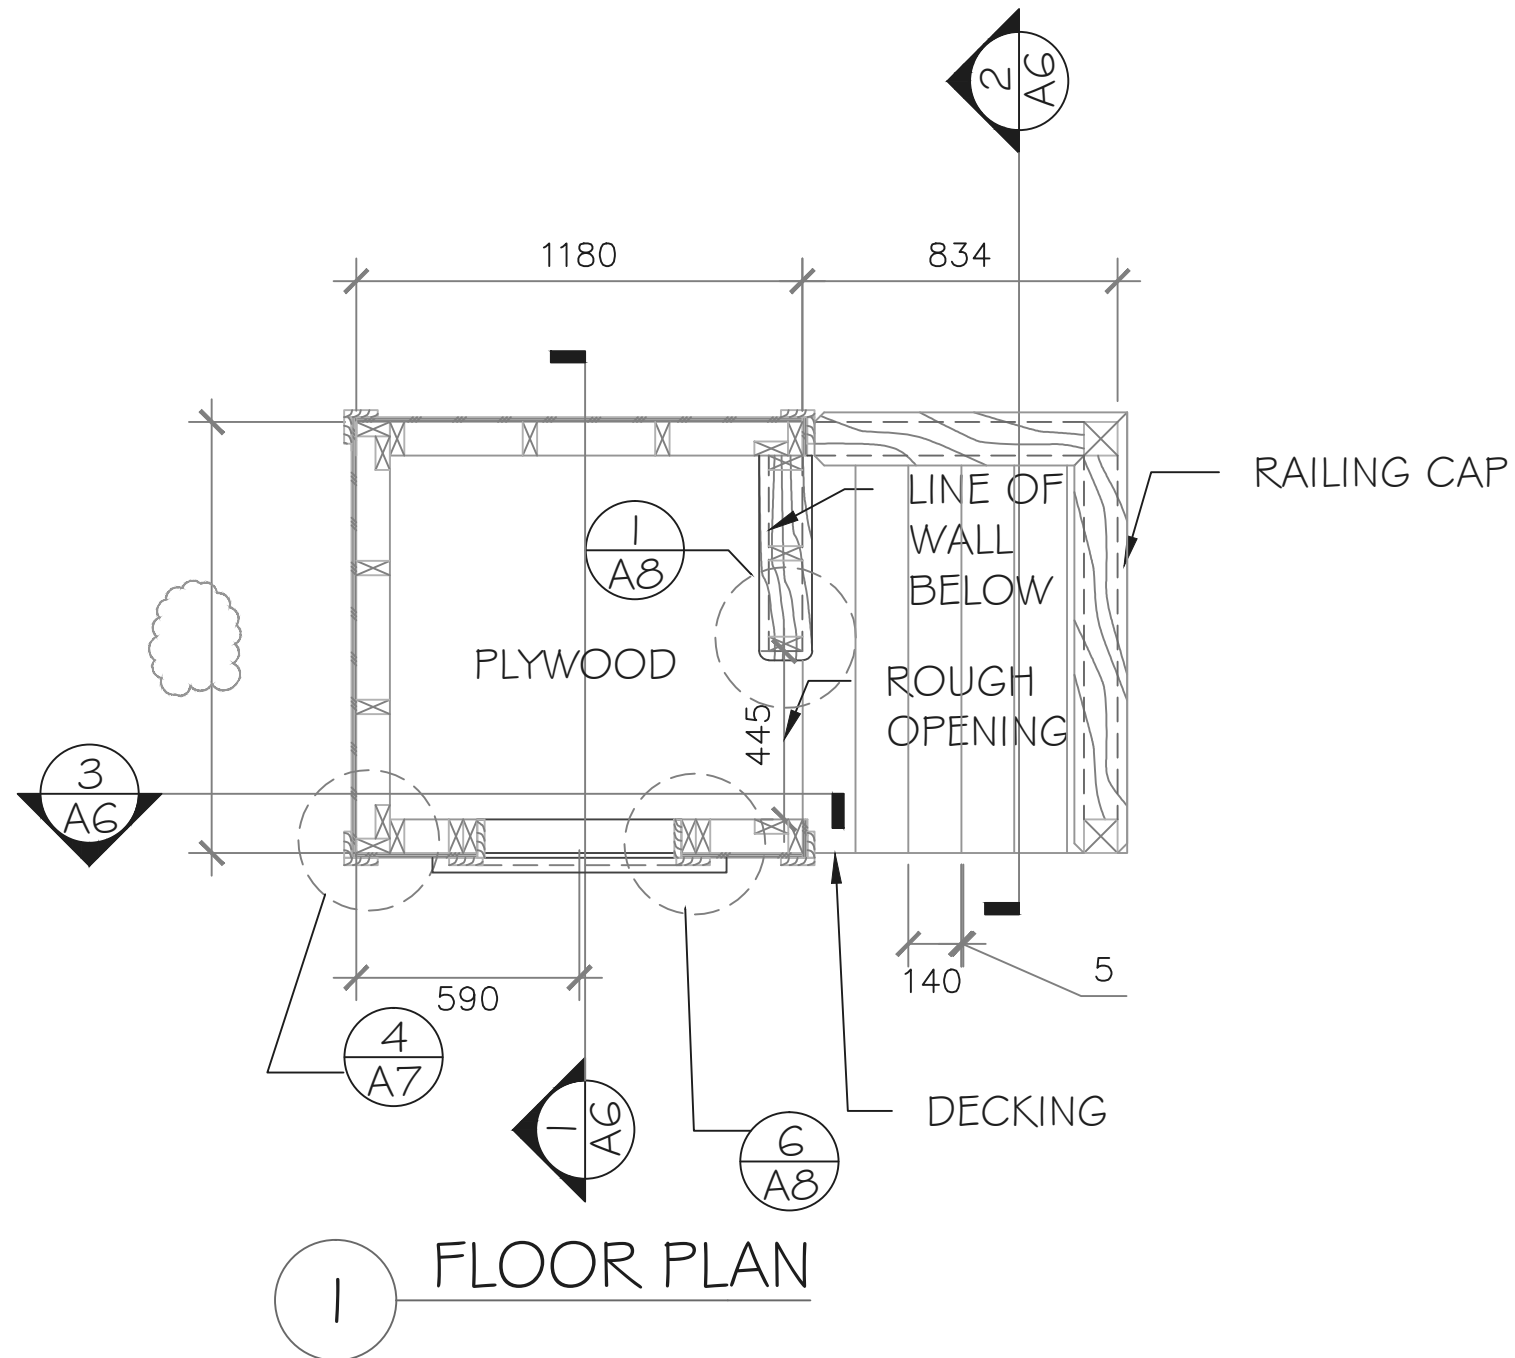 2
A6
1180
834
RAILING CAP
LINE OF
WALL
BELOW
1
A8
PLYWOOD
ROUGH
OPENING
445
3
A6
5
140
590
4
A7
DECKING
1
A6
6
A8
FLOOR PLAN
1